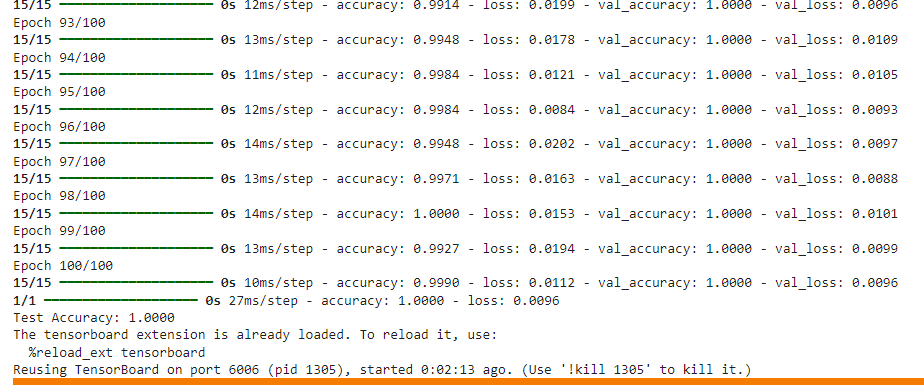 15/15 ━━━━━━━━━━━━━━━━━━━━ 0s 12ms/step - accuracy: 0.9914 - loss: 0.0199 - val_accuracy: 1.0000 - val_loss: 0.0096
Epoch 93/100
15/15 ━━━━━━━━━━━━━━━━━━━━ 0s 13ms/step - accuracy: 0.9948 - loss: 0.0178 - val_accuracy: 1.0000 - val_loss: 0.0109
Epoch 94/100
15/15 ━━━━━━━━━━━━━━━━━━━━ 0s 11ms/step - accuracy: 0.9984 - loss: 0.0121 - val_accuracy: 1.0000 - val_loss: 0.0105
Epoch 95/100
15/15 ━━━━━━━━━━━━━━━━━━━━ 0s 12ms/step - accuracy: 0.9984 - loss: 0.0084 - val_accuracy: 1.0000 - val_loss: 0.0093
Epoch 96/100
15/15 ━━━━━━━━━━━━━━━━━━━━ 0s 14ms/step - accuracy: 0.9948 - loss: 0.0202 - val_accuracy: 1.0000 - val_loss: 0.0097
Epoch 97/100
15/15 ━━━━━━━━━━━━━━━━━━━━ 0s 13ms/step - accuracy: 0.9971 - loss: 0.0163 - val_accuracy: 1.0000 - val_loss: 0.0088
Epoch 98/100
15/15 ━━━━━━━━━━━━━━━━━━━━ 0s 14ms/step - accuracy: 1.0000 - loss: 0.0153 - val_accuracy: 1.0000 - val_loss: 0.0101
Epoch 99/100
15/15 ━━━━━━━━━━━━━━━━━━━━ 0s 13ms/step - accuracy: 0.9927 - loss: 0.0194 - val_accuracy: 1.0000 - val_loss: 0.0099
Epoch 100/100
15/15 ━━━━━━━━━━━━━━━━━━━━ 0s 10ms/step - accuracy: 0.9990 - loss: 0.0112 - val_accuracy: 1.0000 - val_loss: 0.0096
1/1 ━━━━━━━━━━━━━━━━━━━━ 0s 27ms/step - accuracy: 1.0000 - loss: 0.0096
Test Accuracy: 1.0000
The tensorboard extension is already loaded. To reload it, use:
  %reload_ext tensorboard
Reusing TensorBoard on port 6006 (pid 1305), started 0:02:13 ago. (Use '!kill 1305' to kill it.)